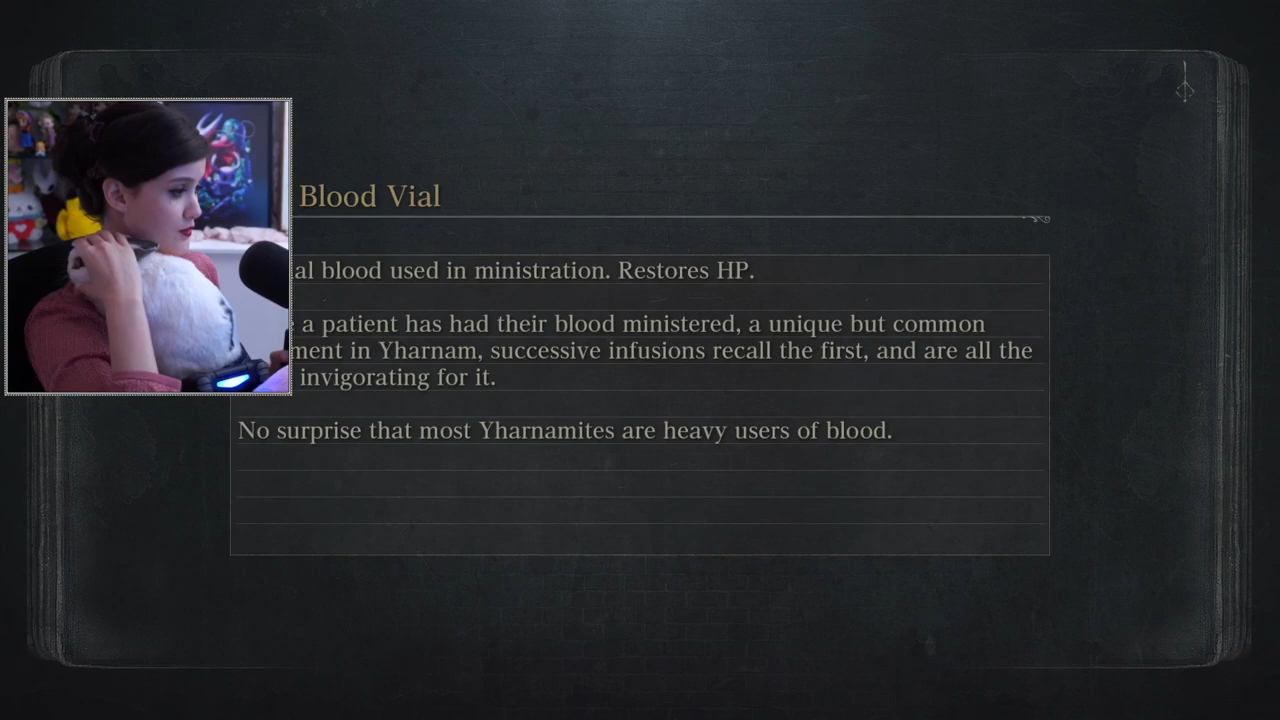 Blood Vial
al blood used in ministration. Restores HP.
a patient has had their blood ministered, a unique but common
ment in Yharnam, successive infusions recall the first, and are all the
invigorating for it.
No surprise that most Yharnamites are heavy users of blood.